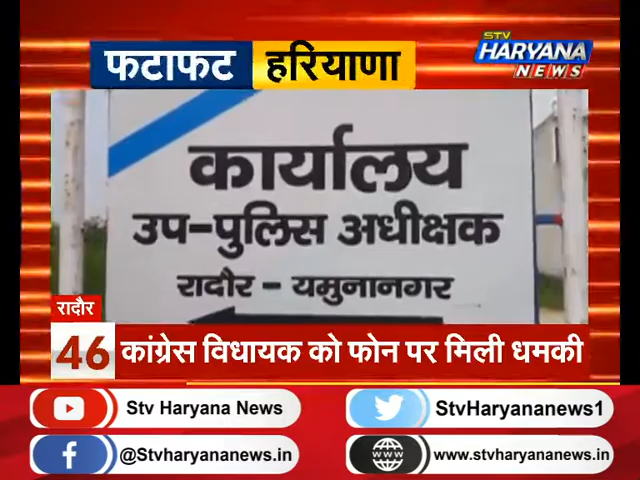 फटाफट हरियाणा
STV
HARYANA
NEWS
कार्यालय
उप-पुलिस अधीक्षक
रादौर - यमुनानगर
रादौर
46 कांग्रेस विधायक को फोन पर मिली धमकी
Stv Haryana News
StvHaryananews1
@Stvharyananews.in
www.stvharyananews.in